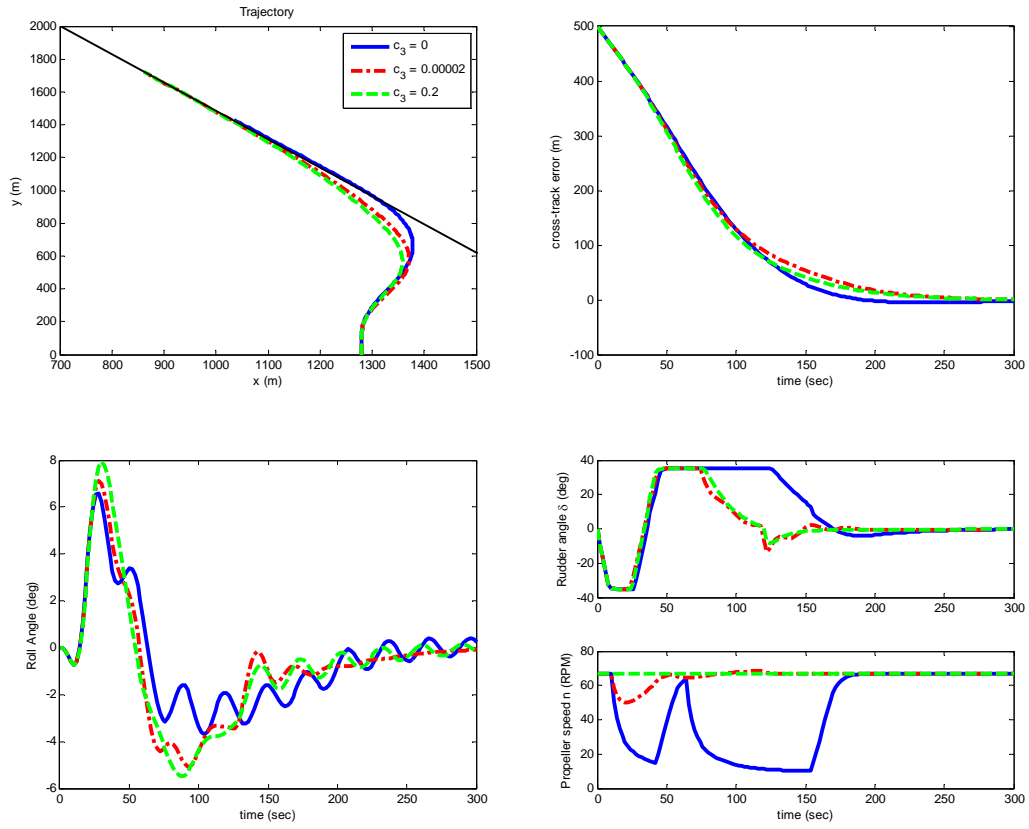 Trajectory
2000
1800
1600
1400
1200
1000
800
600
400
200
0
y (m)
700 800 900 1000 1100 1200 1300 1400 1500
x (m)
c3 = 0
c3 = 0.00002
c3 = 0.2
500
400
300
200
100
0
-100
cross-track error (m)
0 50 100 150 200 250 300
time (sec)
8
6
4
2
0
-2
-4
-6
Roll Angle (deg)
0 50 100 150 200 250 300
time (sec)
40
20
0
-20
-40
Rudder angle δ (deg)
0 50 100 150 200 250 300
80
60
40
20
0
Propeller speed n (RPM)
0 50 100 150 200 250 300
time (sec)